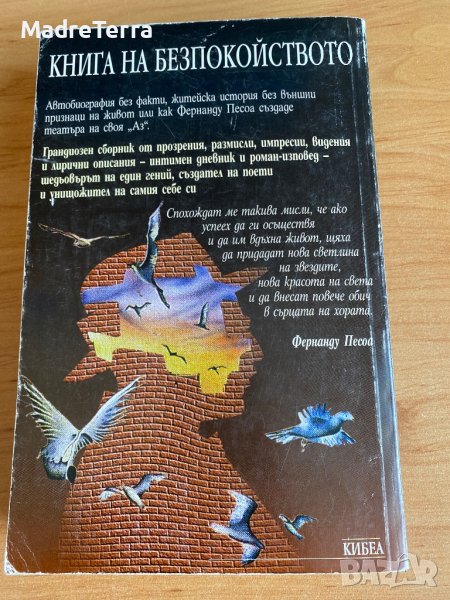 MadreTerra
КНИГА НА БЕЗПОКОЙСТВОТО
Автобиография без факти, житейска история без външни
признаци на живот или как Фернанду Песоа създаде
театъра на своя „Аз“.
Грандиозен сборник от прозрения, размисли, импресии, видения
и лирични описания – интимен дневник и роман-изповед –
шедьовърът на един гений, създател на поети
и унищожител на самия себе си
Спохождат ме такива мисли, че ако
успеех да ги осъществя
и да им вдъхна живот, щяха
да придадат нова светлина
на звездите,
нова красота на света
и да внесат повече обич
в сърцата на хората.
Фернанду Песоа
КИБЕА
BAZAR